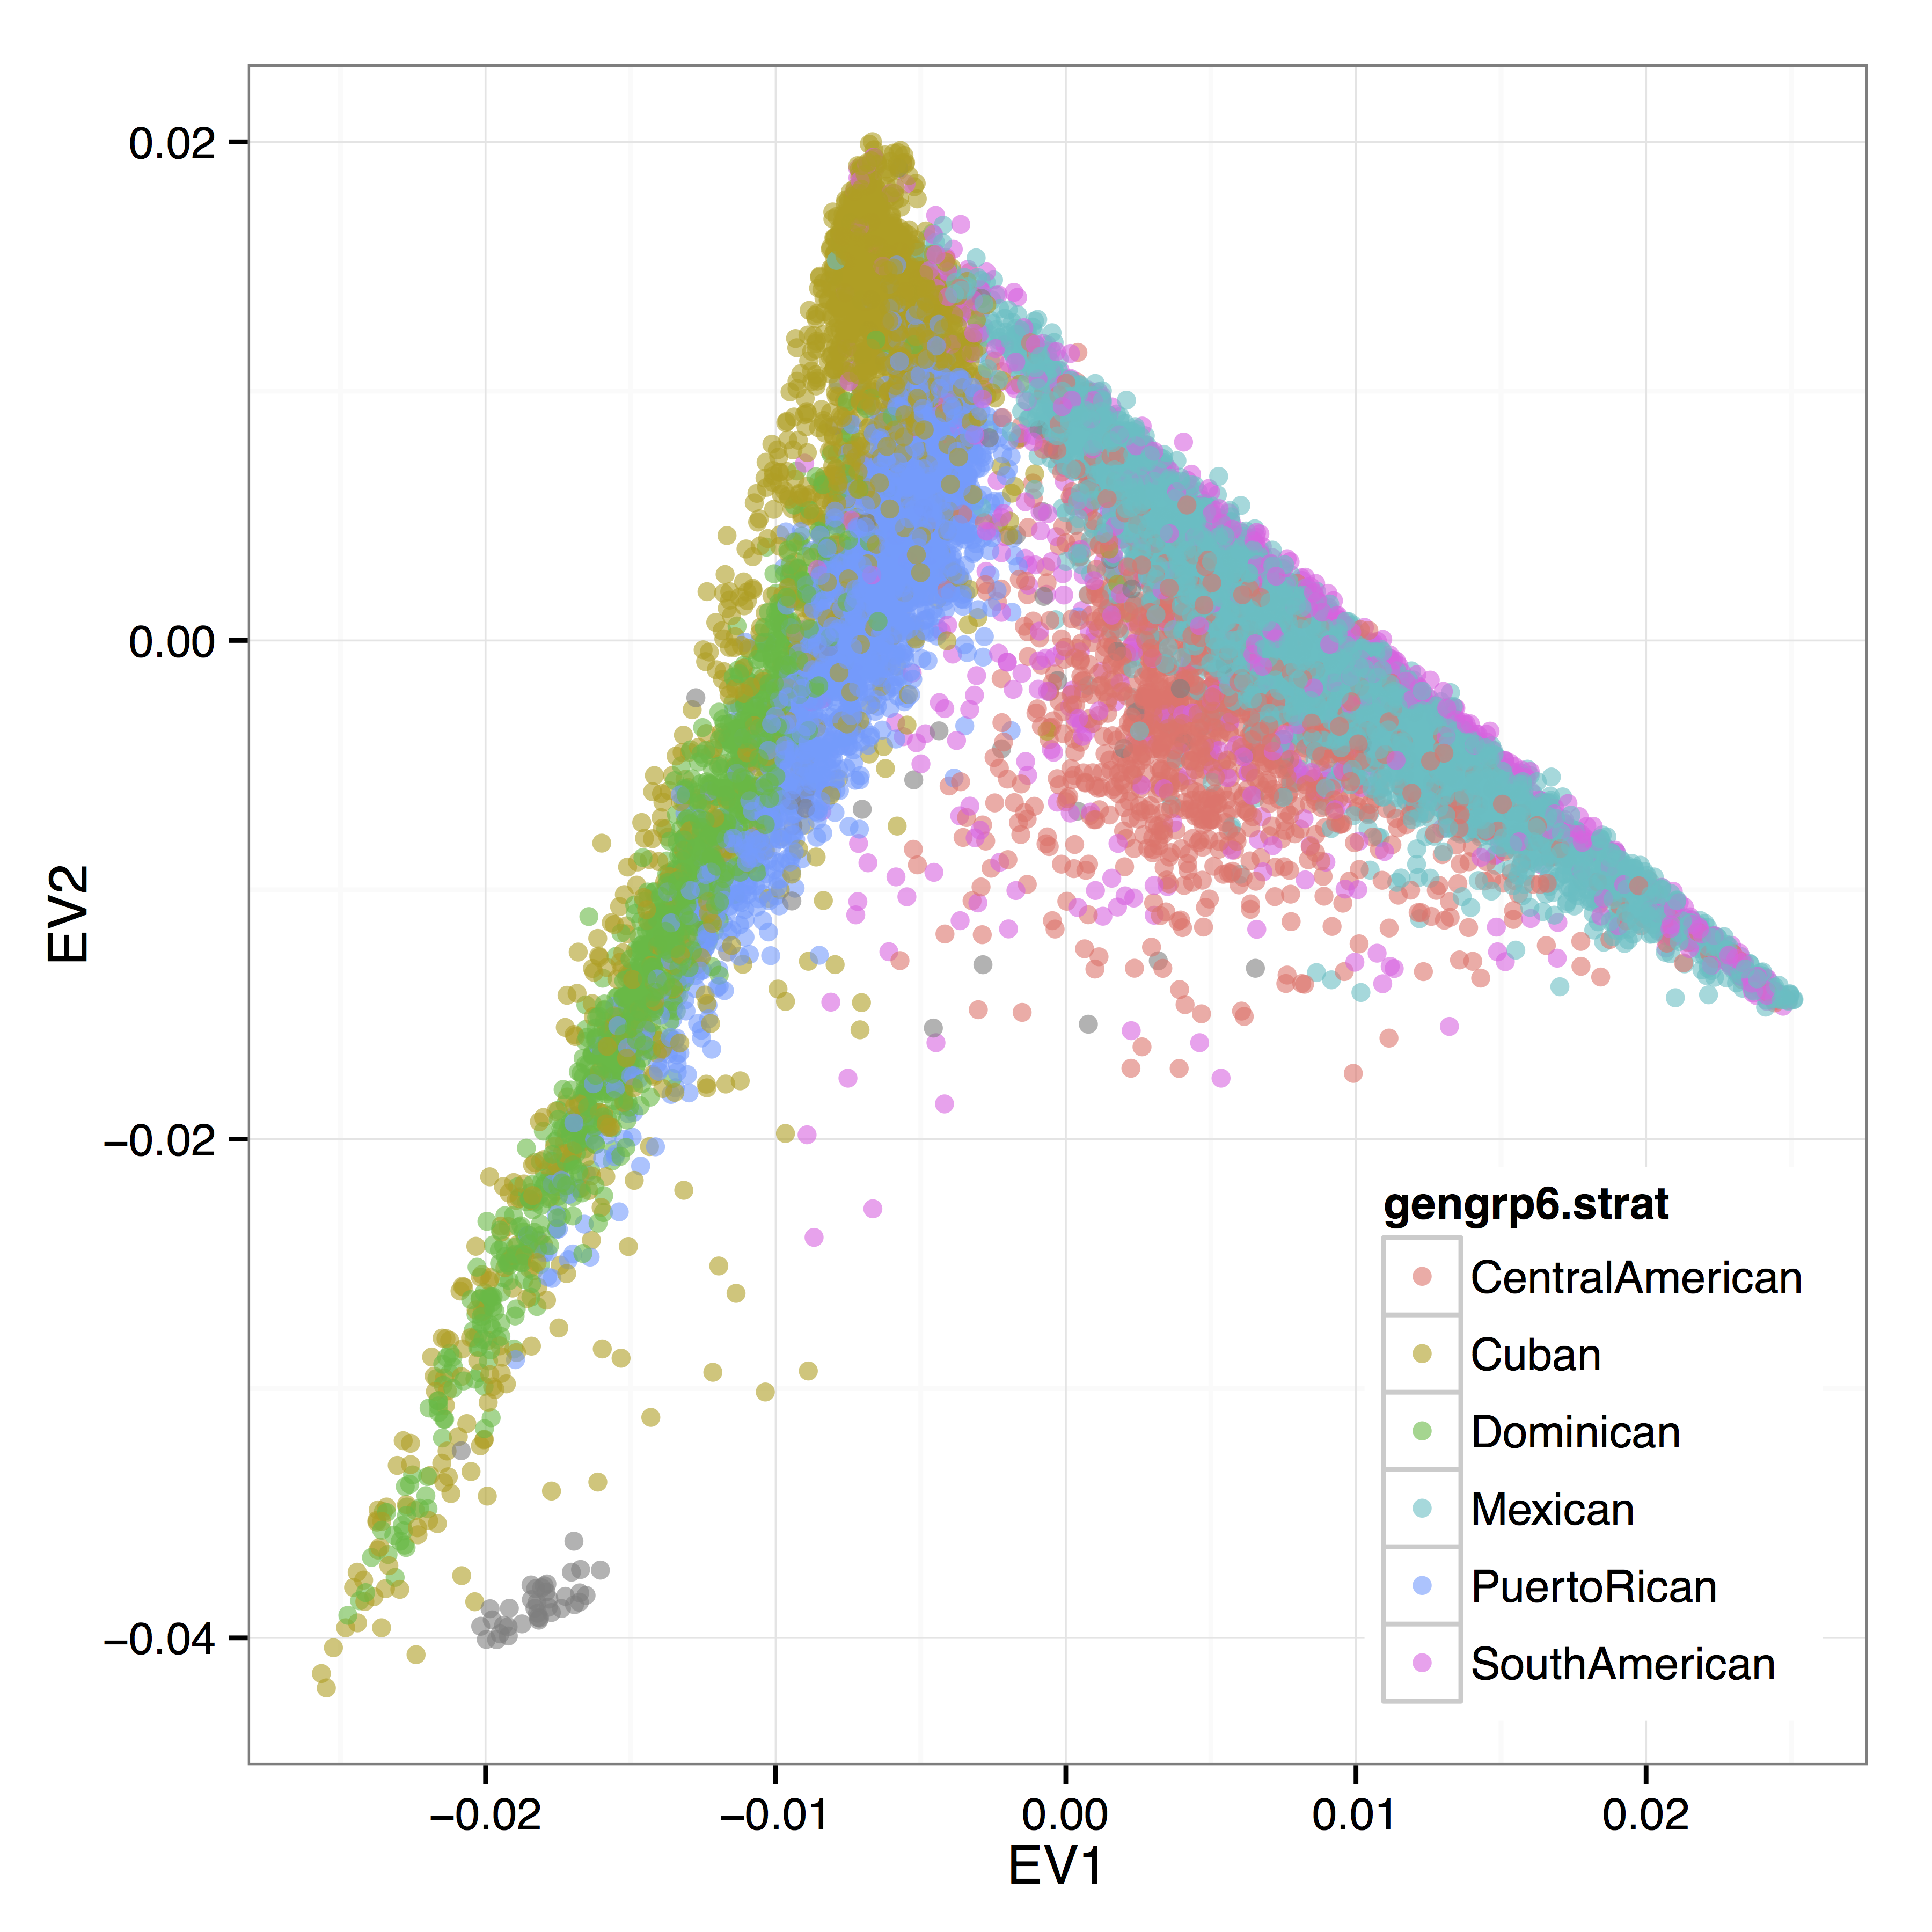 0.02
0.00
−0.02
−0.04
EV2
−0.02
−0.01
0.00
0.01
0.02
EV1
gengrp6.strat
CentralAmerican
Cuban
Dominican
Mexican
PuertoRican
SouthAmerican